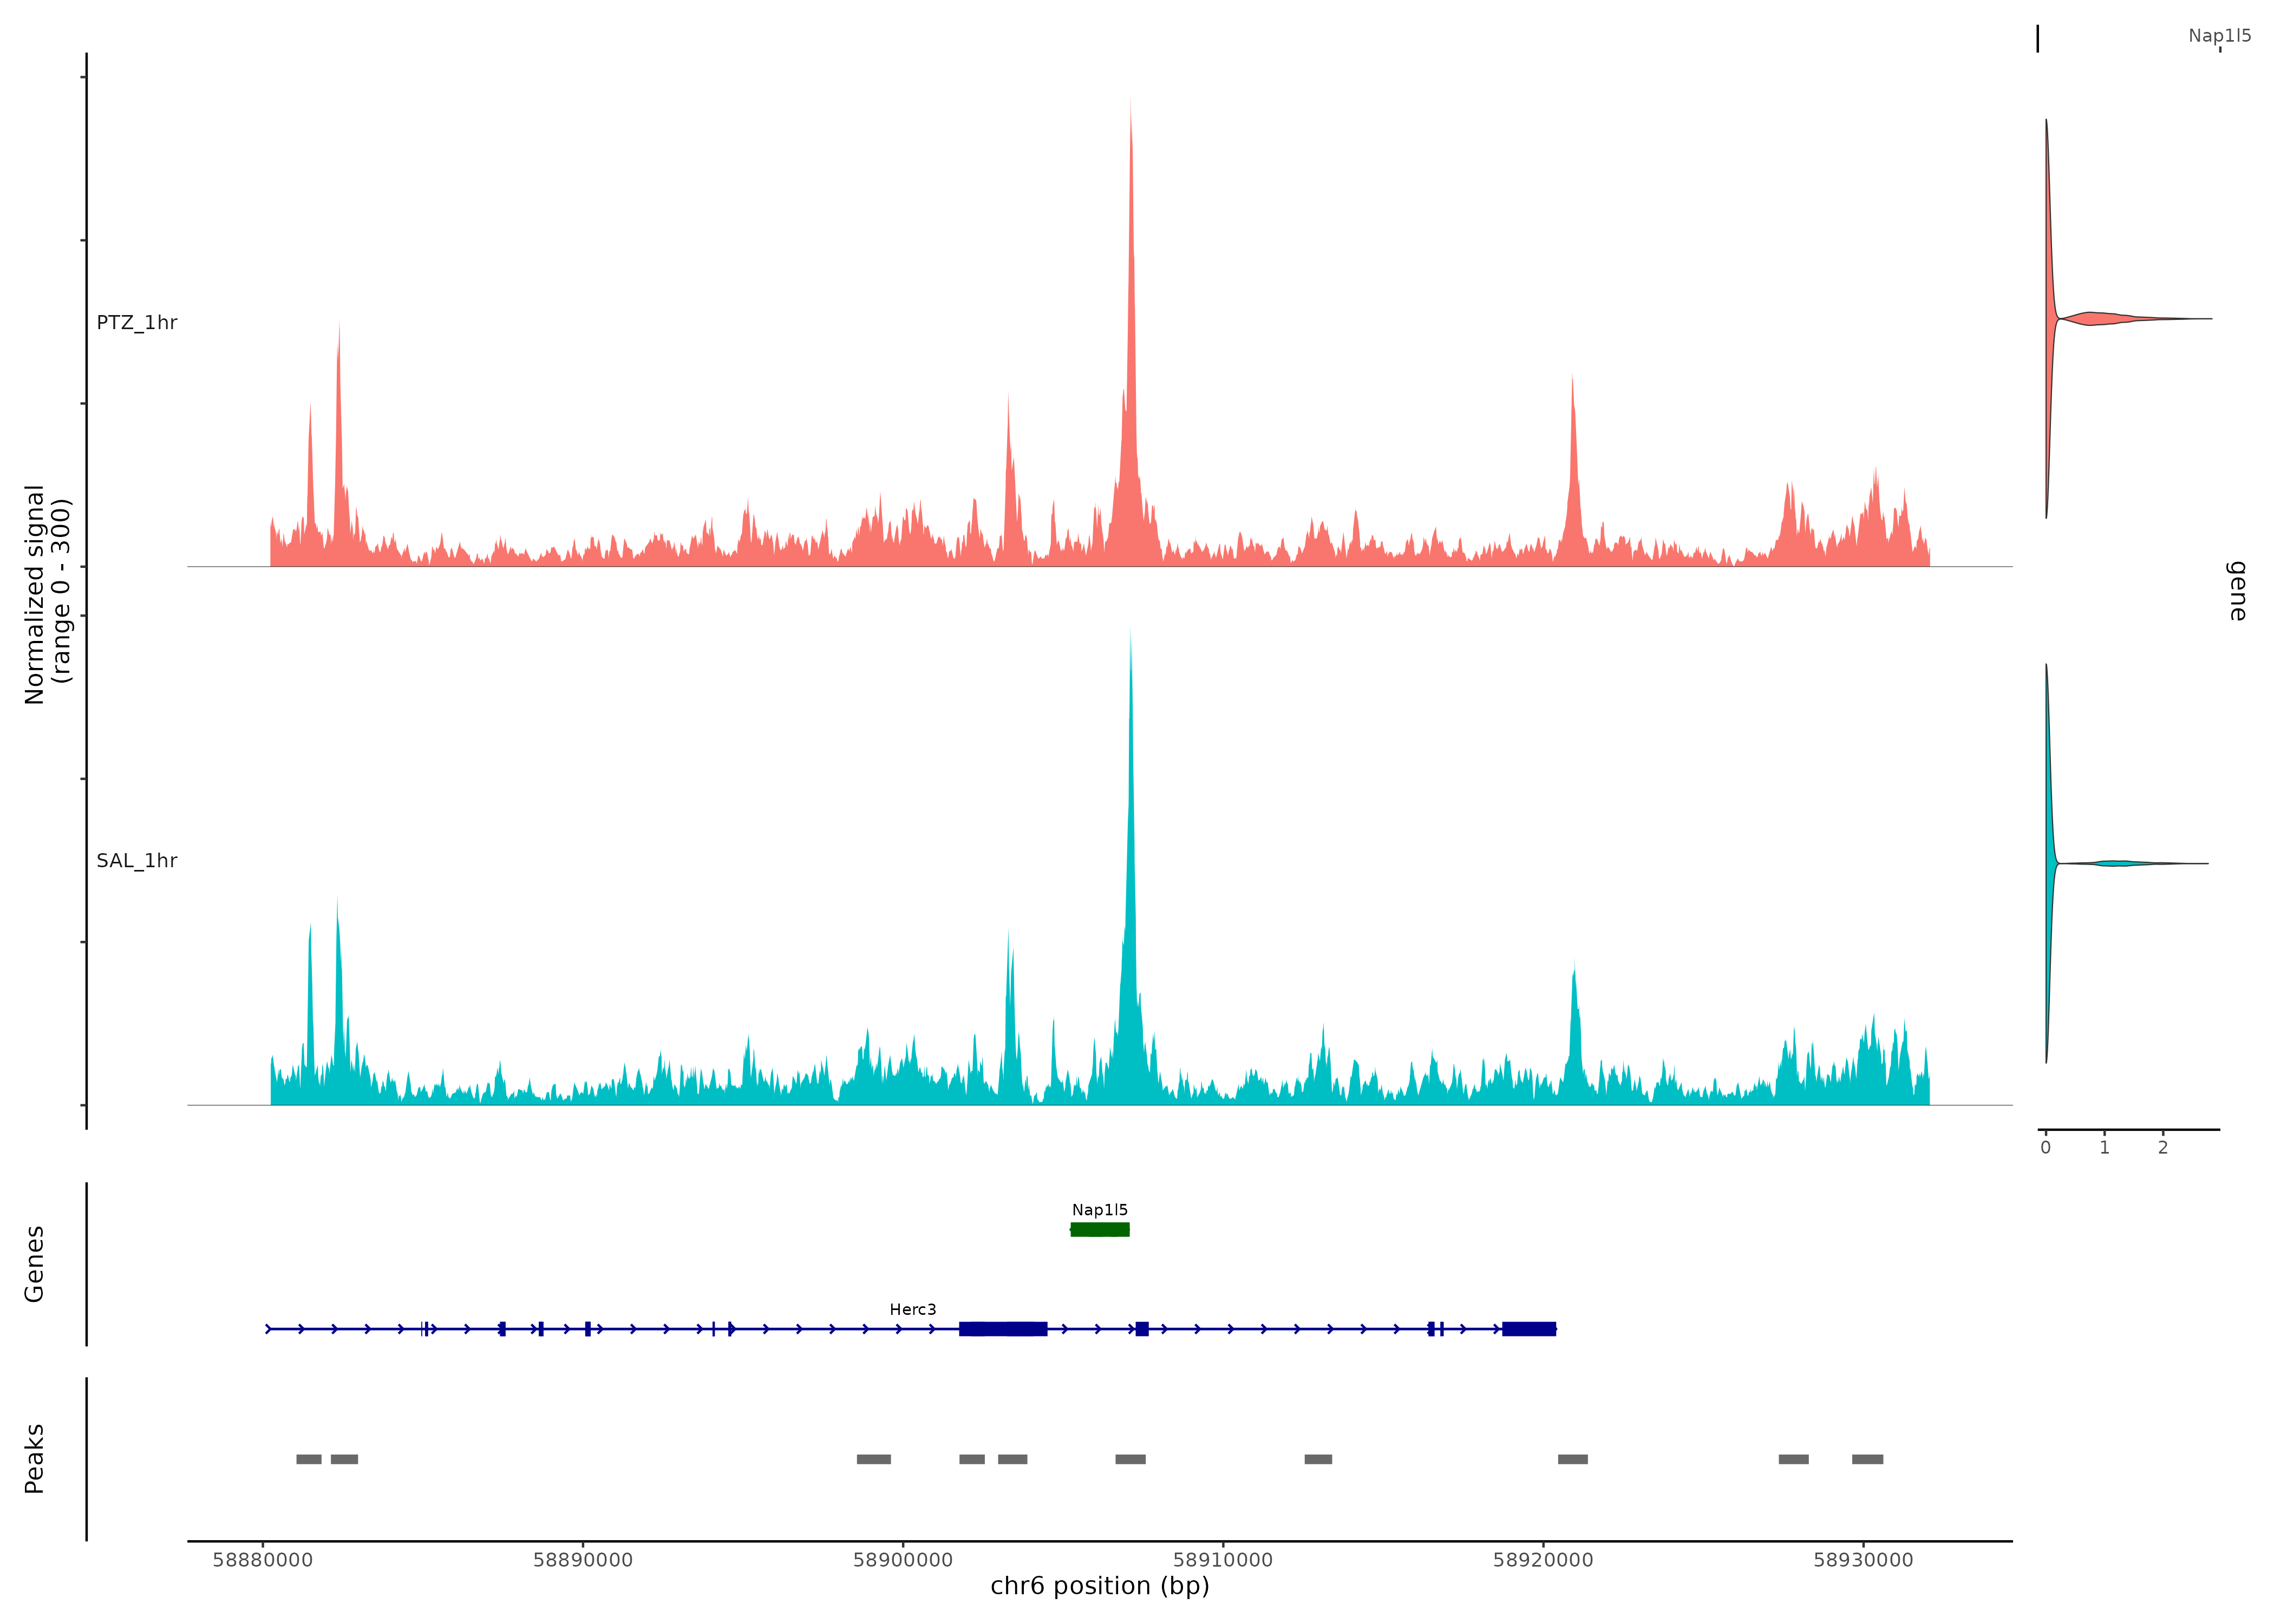 Nap1l5
Normalized signal
(range 0 - 300)
PTZ_1hr
SAL_1hr
gene
0 1 2
Genes
Nap1l5
Herc3
Peaks
58880000 58890000 58900000 58910000 58920000 58930000
chr6 position (bp)